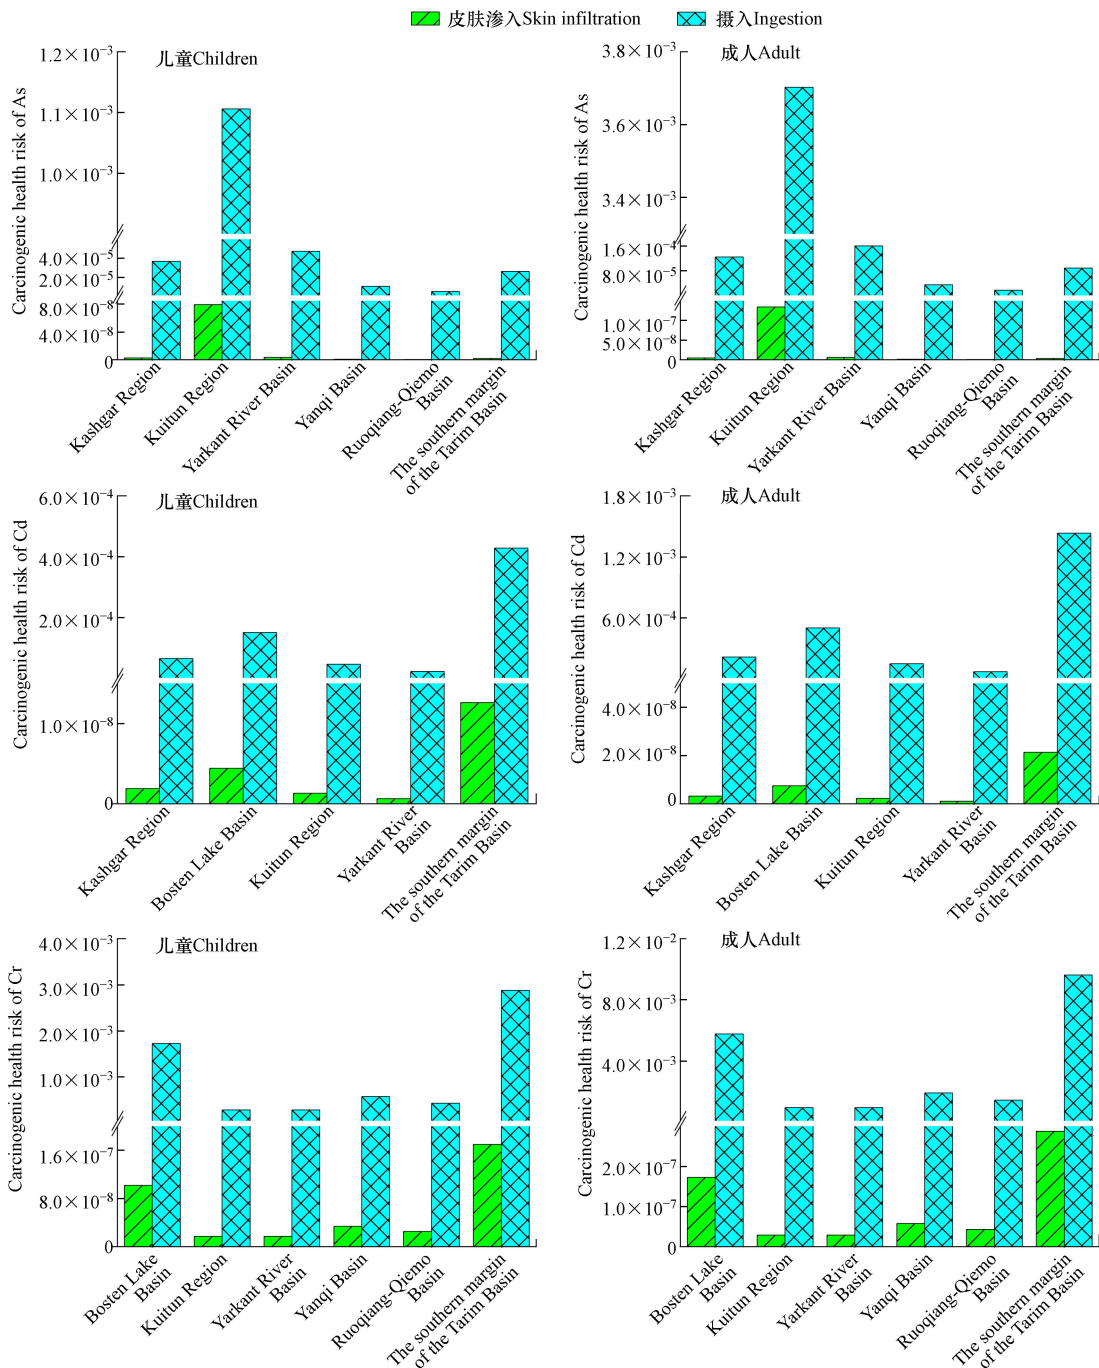 皮肤渗入Skin infiltration
摄入Ingestion
儿童Children
Carcinogenic health risk of As
1.2×10⁻³
1.1×10⁻³
1.0×10⁻³
4.0×10⁻⁵
2.0×10⁻⁵
8.0×10⁻⁸
4.0×10⁻⁸
0
Kashgar Region
Kuitun Region
Yarkant River Basin
Yanqi Basin
Ruoqiang-Qiemo
Basin
The southern margin
of the Tarim Basin
成人Adult
Carcinogenic health risk of As
3.8×10⁻³
3.6×10⁻³
3.4×10⁻³
1.6×10⁻⁴
8.0×10⁻⁵
1.0×10⁻⁷
5.0×10⁻⁸
0
Kashgar Region
Kuitun Region
Yarkant River Basin
Yanqi Basin
Ruoqiang-Qiemo
Basin
The southern margin
of the Tarim Basin
儿童Children
Carcinogenic health risk of Cd
6.0×10⁻⁴
4.0×10⁻⁴
2.0×10⁻⁴
1.0×10⁻⁸
0
Kashgar Region
Bosten Lake Basin
Kuitun Region
Yarkant River
Basin
The southern margin
of the Tarim Basin
成人Adult
Carcinogenic health risk of Cd
1.8×10⁻³
1.2×10⁻³
6.0×10⁻⁴
4.0×10⁻⁸
2.0×10⁻⁸
0
Kashgar Region
Bosten Lake Basin
Kuitun Region
Yarkant River
Basin
The southern margin
of the Tarim Basin
儿童Children
Carcinogenic health risk of Cr
4.0×10⁻³
3.0×10⁻³
2.0×10⁻³
1.0×10⁻³
1.6×10⁻⁷
8.0×10⁻⁸
0
Bosten Lake
Basin
Kuitun Region
Yarkant River
Basin
Yanqi Basin
Ruoqiang-Qiemo
Basin
The southern margin
of the Tarim Basin
成人Adult
Carcinogenic health risk of Cr
1.2×10⁻²
8.0×10⁻³
4.0×10⁻³
2.0×10⁻⁷
1.0×10⁻⁷
0
Bosten Lake
Basin
Kuitun Region
Yarkant River
Basin
Yanqi Basin
Ruoqiang-Qiemo
Basin
The southern margin
of the Tarim Basin